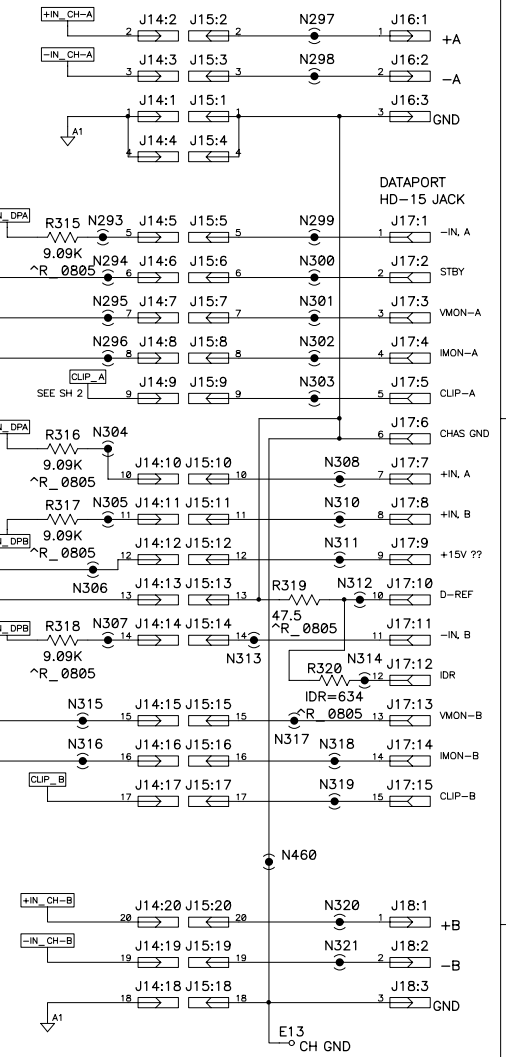 +IN_CH-A J14:2 J15:2 N297 J16:1
2 2 1 +A
-IN_CH-A J14:3 J15:3 N298 J16:2
3 3 2 -A
J14:1 J15:1 J16:3
1 1 3 GND
A1
J14:4 J15:4
4 4
DATAPORT
HD-15 JACK
N_DPA R315 N293 J14:5 J15:5 N299 J17:1
5 5 1 -IN, A
9.09K
^R_0805 N294 J14:6 J15:6 N300 J17:2
6 6 2 STBY
N295 J14:7 J15:7 N301 J17:3
7 7 3 VMON-A
N296 J14:8 J15:8 N302 J17:4
8 8 4 IMON-A
CLIP_A J14:9 J15:9 N303 J17:5
SEE SH 2 9 9 5 CLIP-A
N_DPA R316 N304 J17:6
6 CHAS GND
9.09K
^R_0805 J14:10 J15:10 N308 J17:7
10 10 7 +IN, A
R317 N305 J14:11 J15:11 N310 J17:8
11 11 8 +IN, B
9.09K
N_DPB ^R_0805 J14:12 J15:12 N311 J17:9
12 12 9 +15V ??
N306
J14:13 J15:13 R319 N312 J17:10
13 13 10 D-REF
47.5
^R_0805
N_DPB R318 N307 J14:14 J15:14 J17:11
14 14 11 -IN, B
9.09K N313
^R_0805 R320 N314 J17:12
12 IDR
IDR=634
^R_0805
N315 J14:15 J15:15 J17:13
15 15 13 VMON-B
N317
N316 J14:16 J15:16 N318 J17:14
16 16 14 IMON-B
CLIP_B J14:17 J15:17 N319 J17:15
17 17 15 CLIP-B
N460
+IN_CH-B J14:20 J15:20 N320 J18:1
20 20 1 +B
-IN_CH-B J14:19 J15:19 N321 J18:2
19 19 2 -B
J14:18 J15:18 J18:3
18 18 3 GND
A1
E13
CH GND